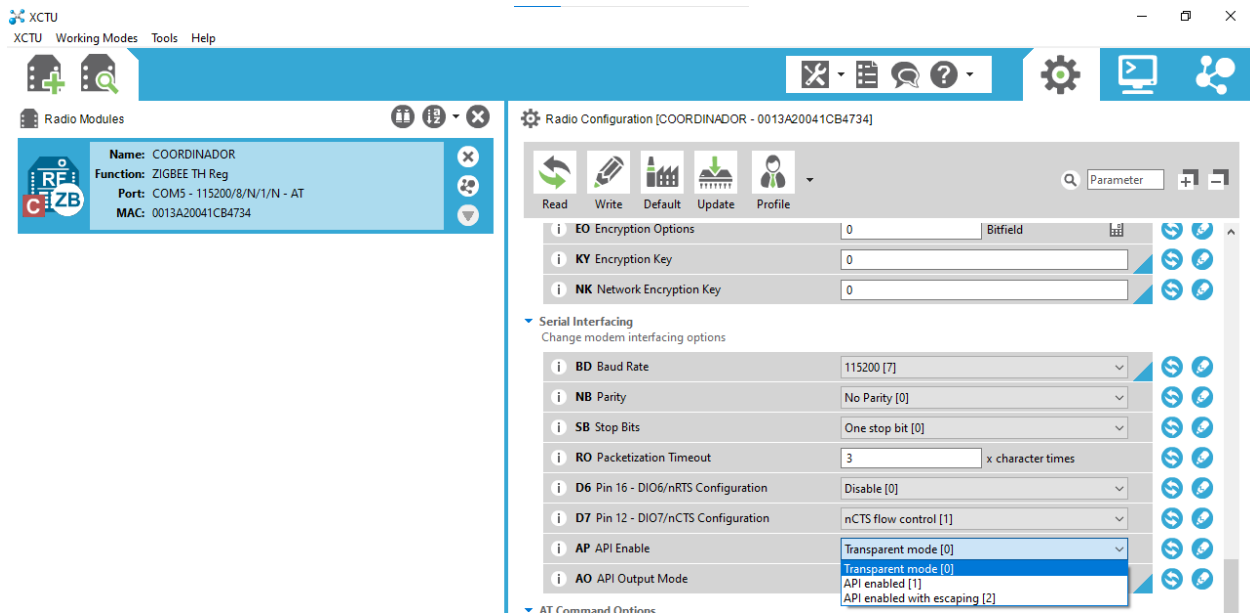 XCTU
XCTU Working Modes Tools Help
Radio Modules
Name: COORDINADOR
Function: ZIGBEE TH Reg
Port: COM5 - 115200/8/N/1/N - AT
MAC: 0013A20041CB4734
RF
C ZB
Radio Configuration [COORDINADOR - 0013A20041CB4734]
Read Write Default Update Profile
Parameter
i EO Encryption Options 0 Bitfield
i KY Encryption Key 0
i NK Network Encryption Key 0
Serial Interfacing
Change modem interfacing options
i BD Baud Rate 115200 [7]
i NB Parity No Parity [0]
i SB Stop Bits One stop bit [0]
i RO Packetization Timeout 3 x character times
i D6 Pin 16 - DIO6/nRTS Configuration Disable [0]
i D7 Pin 12 - DIO7/nCTS Configuration nCTS flow control [1]
i AP API Enable Transparent mode [0]
Transparent mode [0]
i AO API Output Mode API enabled [1]
API enabled with escaping [2]
AT Command Options